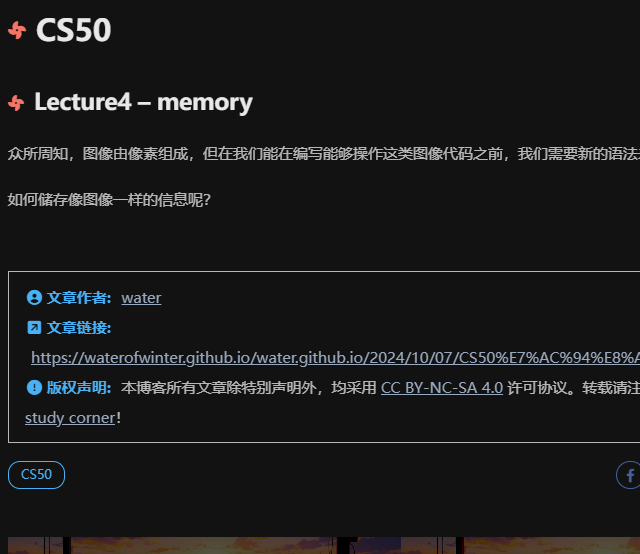 CS50
Lecture4 – memory
众所周知，图像由像素组成，但在我们能在编写能够操作这类图像代码之前，我们需要新的语法
如何储存像图像一样的信息呢？
文章作者: water
文章链接:
https://waterofwinter.github.io/water.github.io/2024/10/07/CS50%E7%AC%94%E8%A
版权声明: 本博客所有文章除特别声明外，均采用 CC BY-NC-SA 4.0 许可协议。转载请注
study corner！
CS50